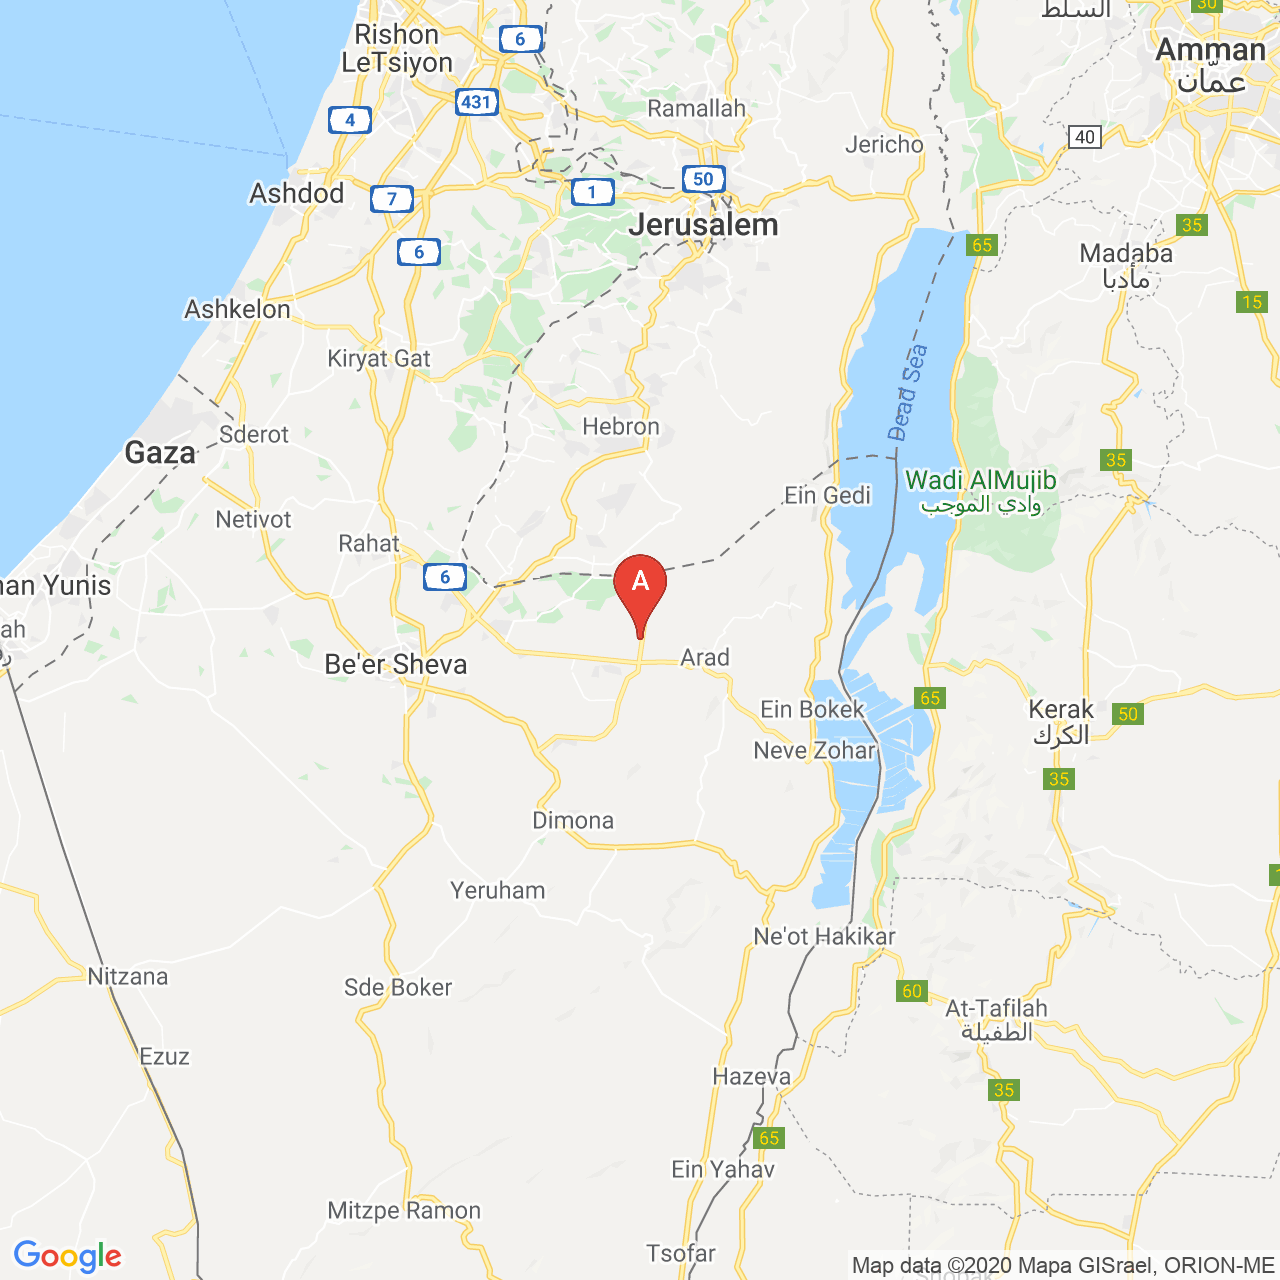 السلط
30
Rishon
LeTsiyon
6
Amman
عمّان
431
4
Ramallah
40
Jericho
50
1
7
Ashdod
Jerusalem
35
6
65
Madaba
مأدبا
15
Ashkelon
Kiryat Gat
Dead Sea
Hebron
Sderot
Gaza
35
Wadi AlMujib
وادي الموجب
Ein Gedi
Netivot
Rahat
6
A
nan Yunis
ah
Be'er Sheva
Arad
65
Ein Bokek
Kerak
الكرك
50
Neve Zohar
35
Dimona
Yeruham
Ne'ot Hakikar
Nitzana
Sde Boker
60
At-Tafilah
الطفيلة
Ezuz
Hazeva
35
65
Ein Yahav
Mitzpe Ramon
Tsofar
Google
Map data ©2020 Mapa GISrael, ORION-ME